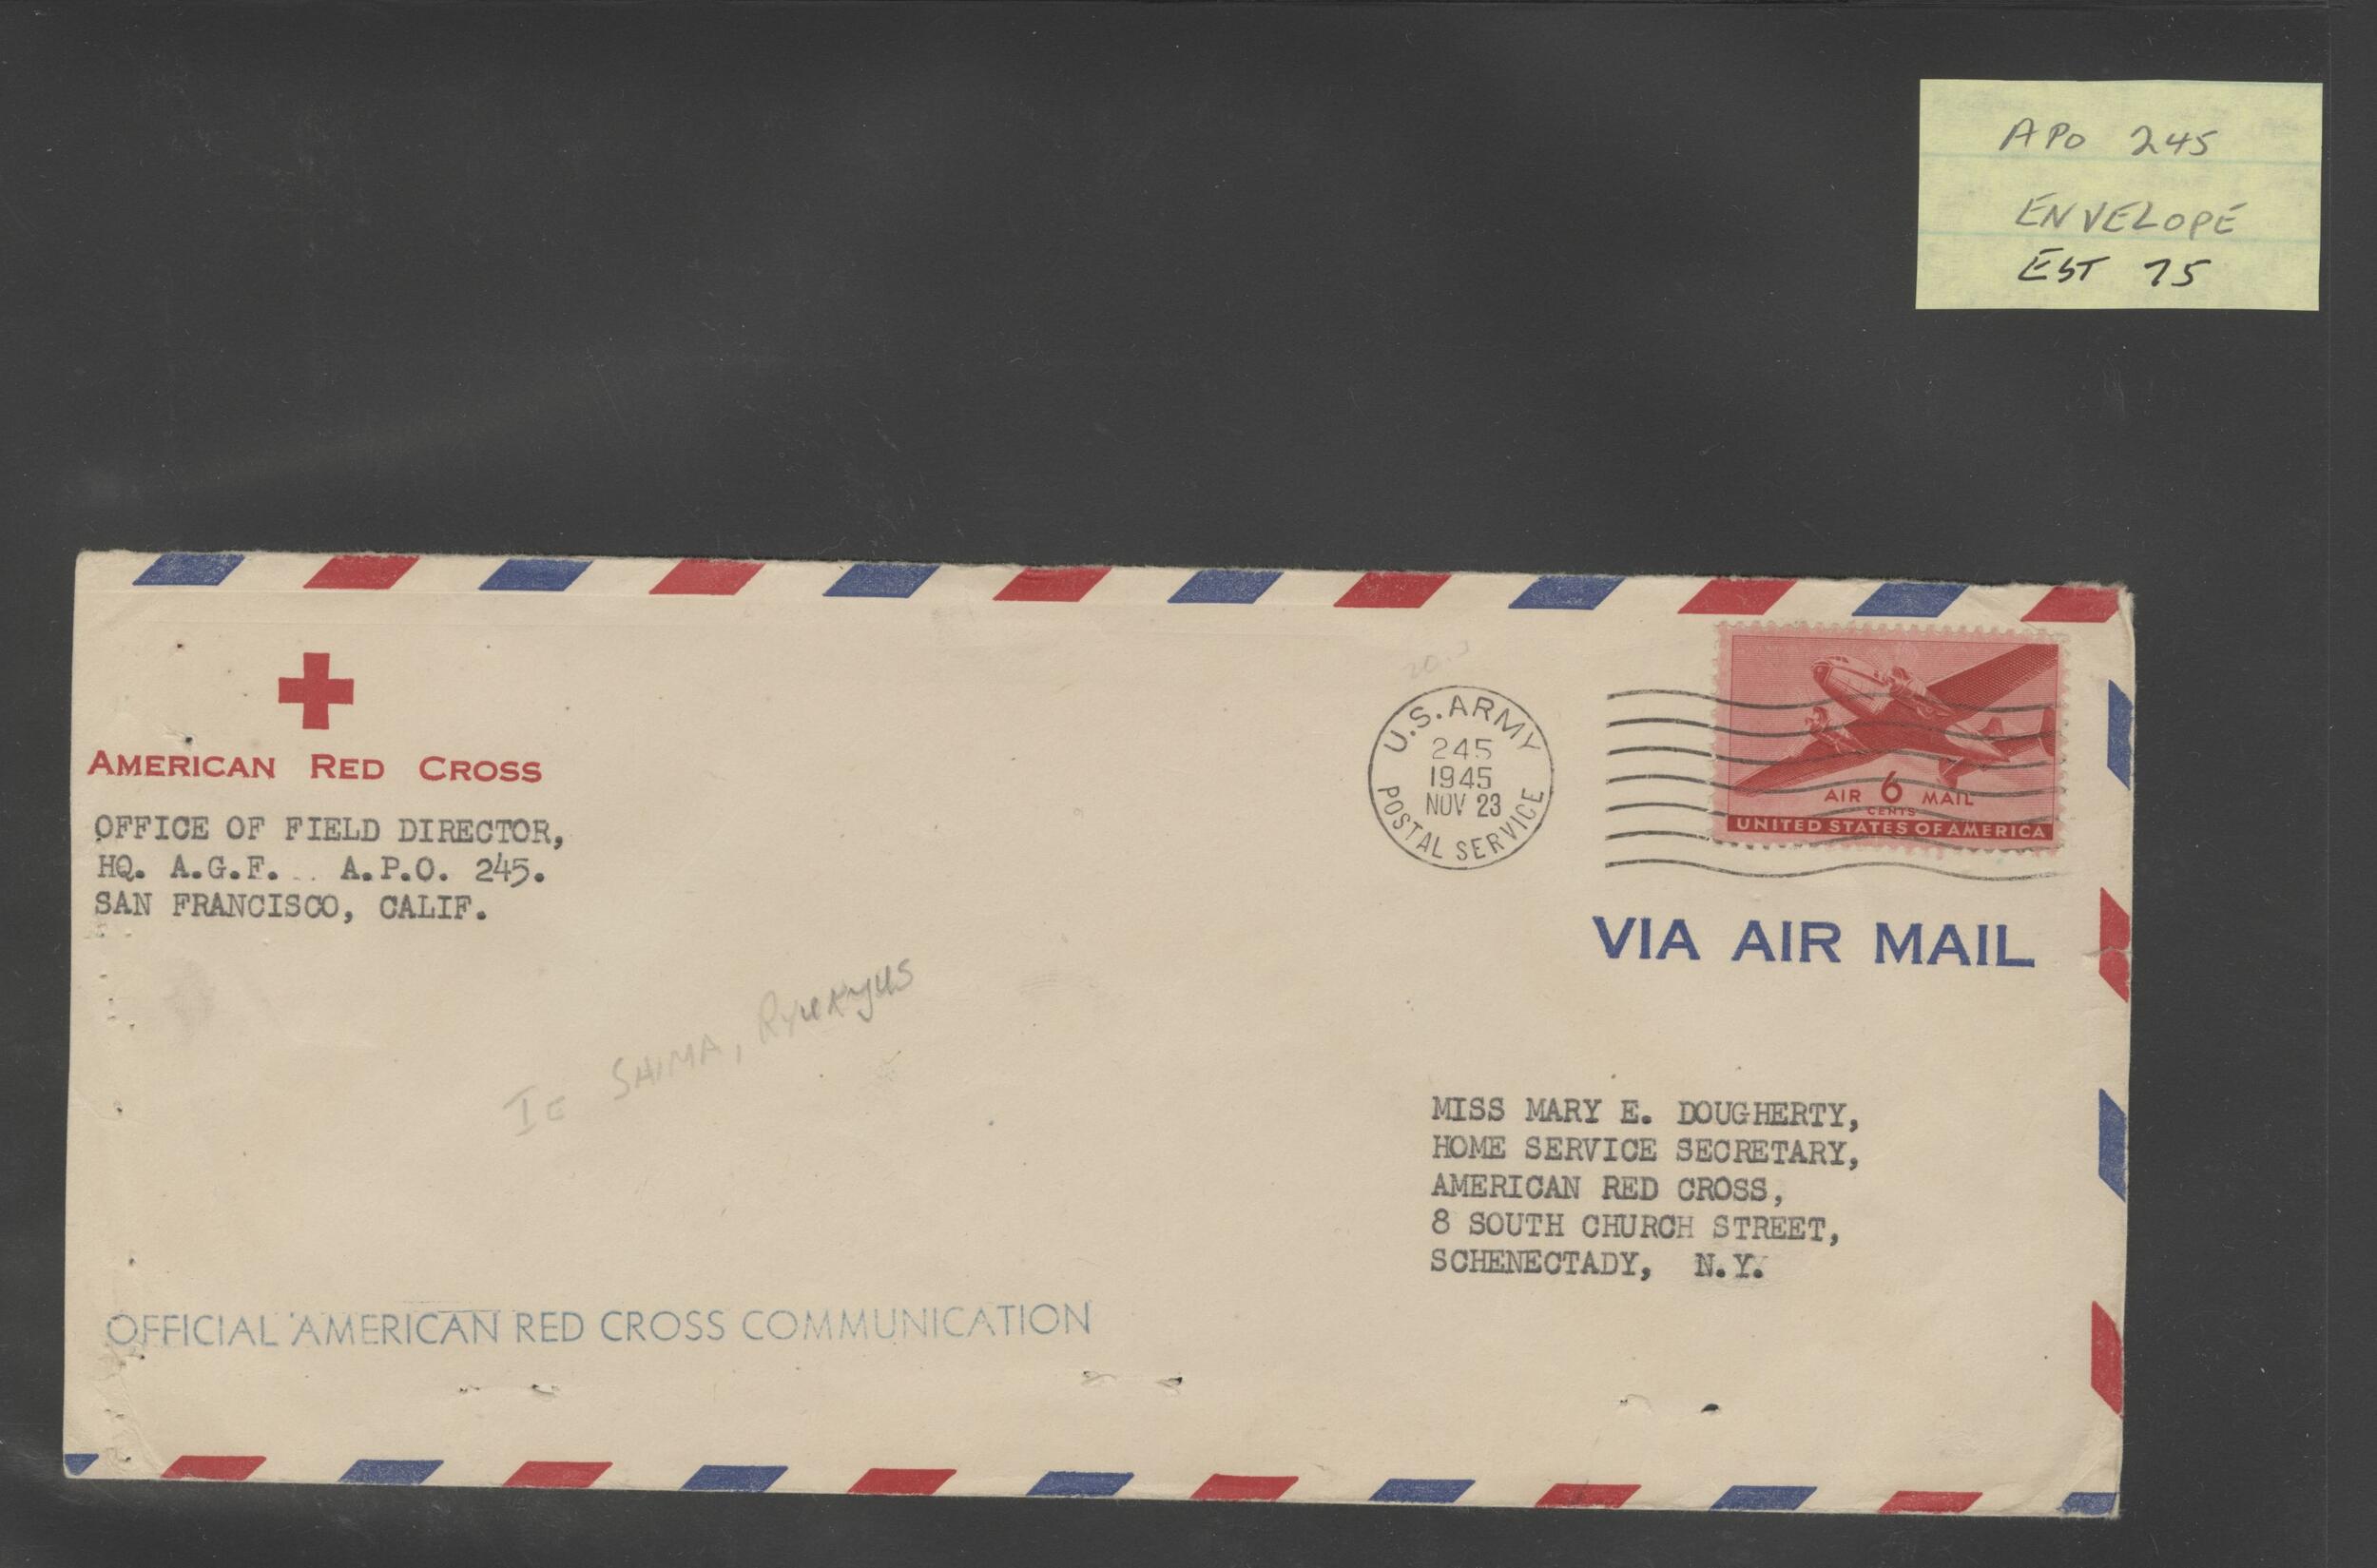 APO 245
ENVELOPE
EST 75
AMERICAN RED CROSS
OFFICE OF FIELD DIRECTOR,
HQ. A.G.F. .. A.P.O. 245.
SAN FRANCISCO, CALIF.
U.S. ARMY
245
1945
NOV 23
POSTAL SERVICE
AIR 6 MAIL
CENTS
UNITED STATES OF AMERICA
VIA AIR MAIL
IE SHIMA, Ryukyus
MISS MARY E. DOUGHERTY,
HOME SERVICE SECRETARY,
AMERICAN RED CROSS,
8 SOUTH CHURCH STREET,
SCHENECTADY, N.Y.
OFFICIAL AMERICAN RED CROSS COMMUNICATION